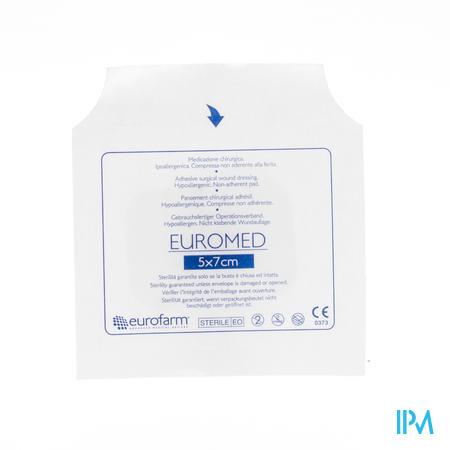 Medicazione chirurgica.
Ipoallergenica. Compressa non aderente alla ferita.
Adhesive surgical wound dressing.
Hypoallergenic, Non-adherent pad.
Pansement chirurgical adhésif.
Hypoallergénique. Compresse non adhérente.
Gebrauchsfertiger Operationsverband.
Hypoallergen. Nicht klebende Wundauflage.
EUROMED
5x7cm
Sterilità garantita solo se la busta è chiusa ed intatta.
Sterility guaranteed unless envelope is damaged or opened.
Vérifier l'intégrité de l'emballage avant ouverture.
Sterilität garantiert, wenn verpackungsbeutel nicht
beschädigt oder geöffnet ist.
eurofarm®
ADVANCED MEDICAL DEVICES
STERILE EO
2
CE
0373
IPM